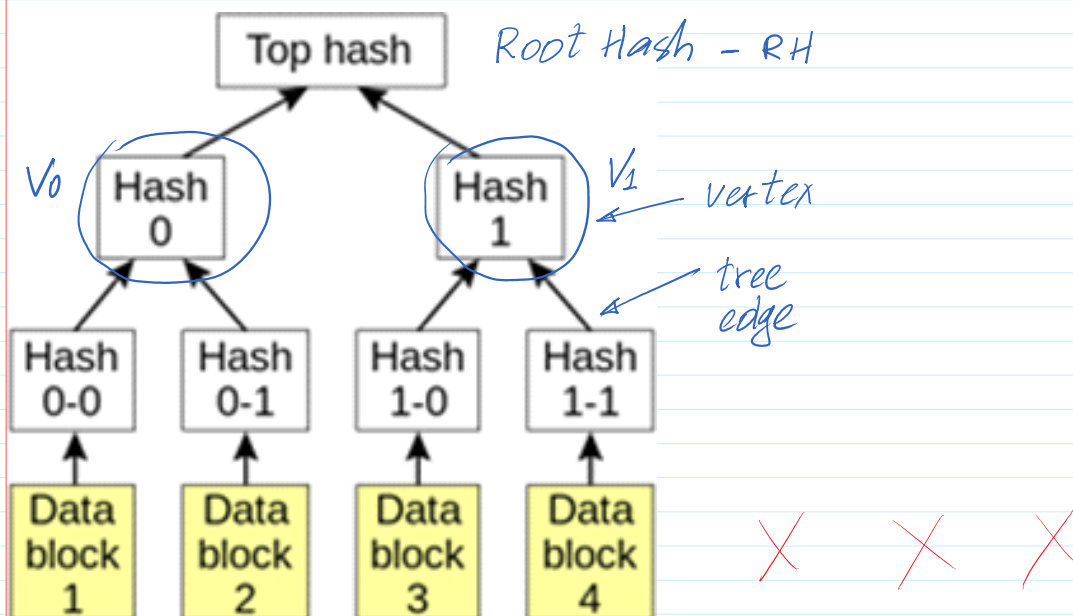 Top hash
Root Hash - RH
V0
Hash
0
Hash
1
V1
vertex
tree
edge
Hash
0-0
Hash
0-1
Hash
1-0
Hash
1-1
Data
block
1
Data
block
2
Data
block
3
Data
block
4
X X X